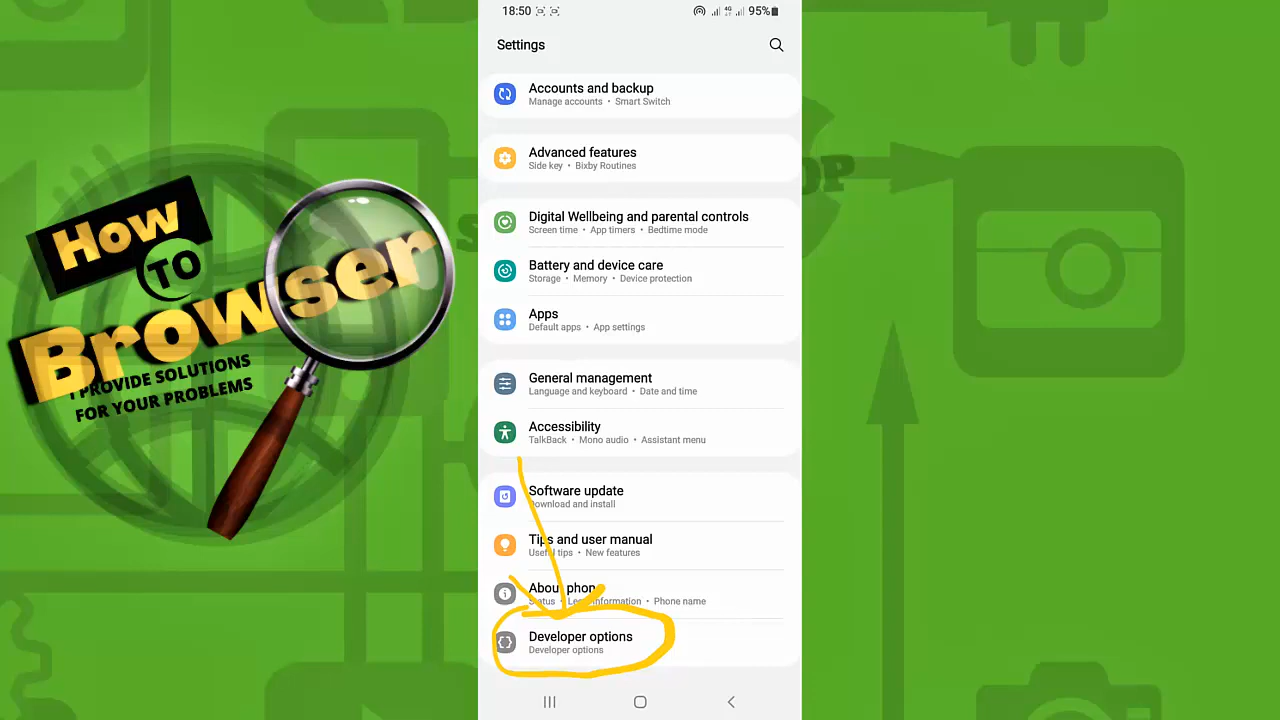 How
TO
Browser
I PROVIDE SOLUTIONS
FOR YOUR PROBLEMS
18:50
4G
95%
Settings
Accounts and backup
Manage accounts • Smart Switch
Advanced features
Side key • Bixby Routines
Digital Wellbeing and parental controls
Screen time • App timers • Bedtime mode
Battery and device care
Storage • Memory • Device protection
Apps
Default apps • App settings
General management
Language and keyboard • Date and time
Accessibility
TalkBack • Mono audio • Assistant menu
Software update
Download and install
Tips and user manual
Useful tips • New features
About phone
Status • Legal information • Phone name
Developer options
Developer options